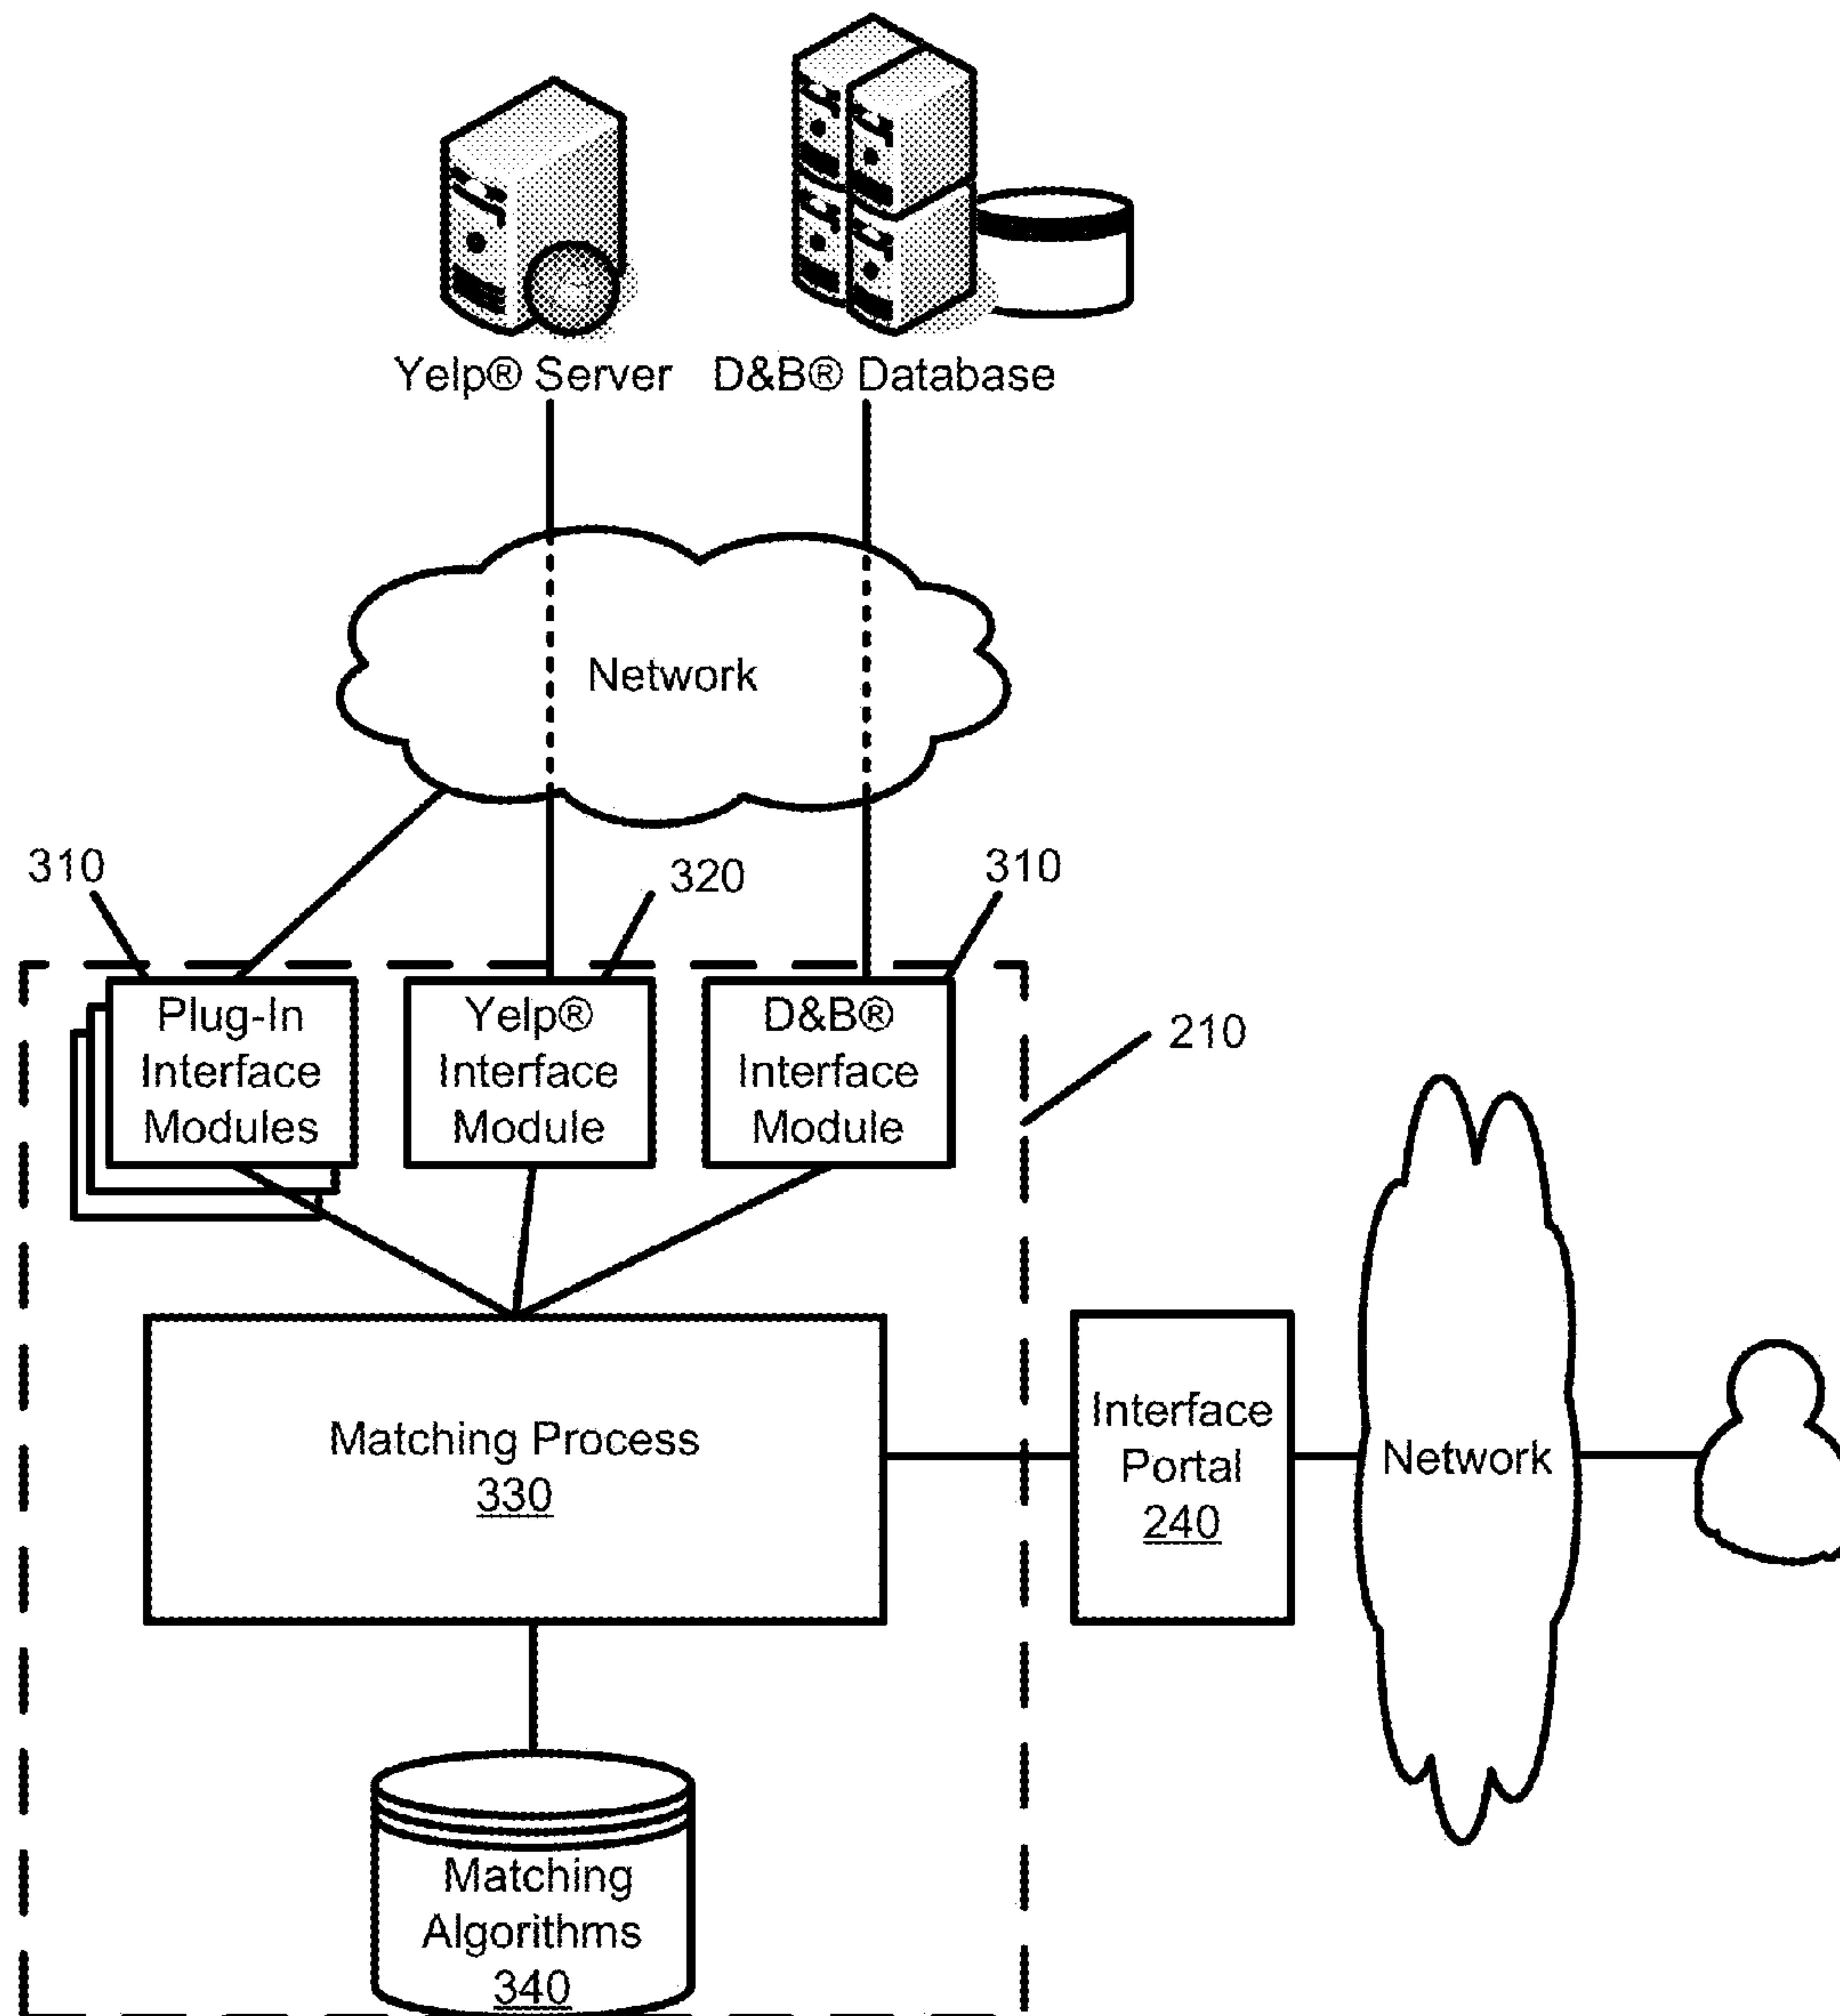 Yelp® Server
D&B® Database
Network
310
320
310
Plug-In
Interface
Modules
Yelp®
Interface
Module
D&B®
Interface
Module
210
Matching Process
330
Interface
Portal
240
Network
Matching
Algorithms
340